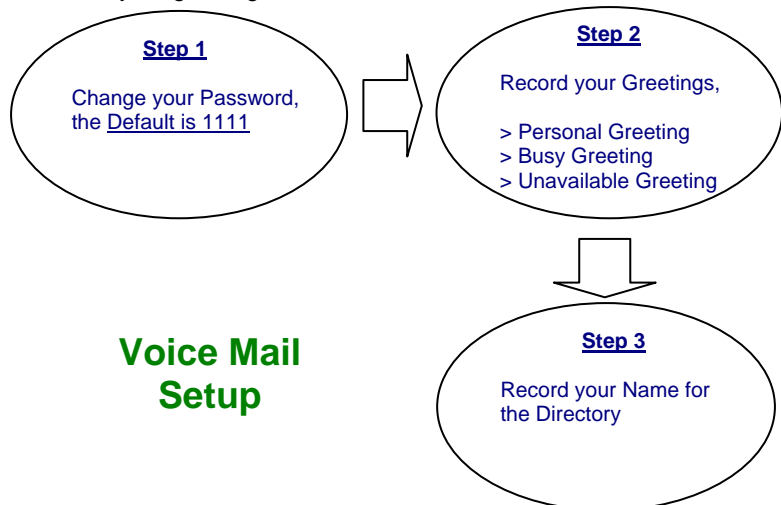 Step 1
Change your Password,
the Default is 1111
Step 2
Record your Greetings,
> Personal Greeting
> Busy Greeting
> Unavailable Greeting
Step 3
Record your Name for
the Directory
Voice Mail
Setup